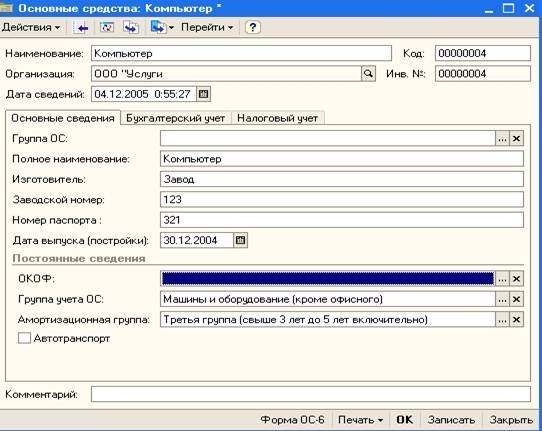 Основные средства: Компьютер *
Действия Перейти ?
Наименование: Компьютер Код: 00000004
Организация: ООО "Услуги Инв. №: 00000004
Дата сведений: 04.12.2005 0:55:27
Основные сведения Бухгалтерский учет Налоговый учет
Группа ОС: ... x
Полное наименование: Компьютер
Изготовитель: Завод
Заводской номер: 123
Номер паспорта : 321
Дата выпуска (постройки): 30.12.2004
Постоянные сведения
ОКОФ: ... x
Группа учета ОС: Машины и оборудование (кроме офисного) ... x
Амортизационная группа: Третья группа (свыше 3 лет до 5 лет включительно) ... x
Автотранспорт
Комментарий:
Форма ОС-6 Печать OK Записать Закрыть